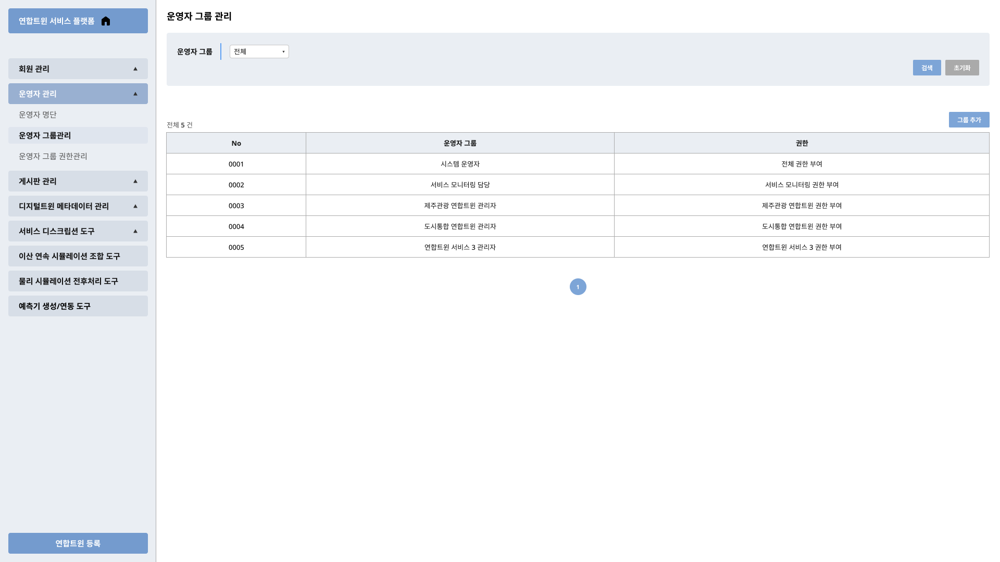 연합트윈 서비스 플랫폼
회원 관리 ▲
운영자 관리 ▲
운영자 명단
운영자 그룹관리
운영자 그룹 권한관리
게시판 관리 ▲
디지털트윈 메타데이터 관리 ▲
서비스 디스크립션 도구 ▲
이산 연속 시뮬레이션 조합 도구
물리 시뮬레이션 전후처리 도구
예측기 생성/연동 도구
연합트윈 등록
운영자 그룹 관리
운영자 그룹 전체
검색 초기화
전체 5 건
그룹 추가
No 운영자 그룹 권한
0001 시스템 운영자 전체 권한 부여
0002 서비스 모니터링 담당 서비스 모니터링 권한 부여
0003 제주관광 연합트윈 관리자 제주관광 연합트윈 권한 부여
0004 도시통합 연합트윈 관리자 도시통합 연합트윈 권한 부여
0005 연합트윈 서비스 3 관리자 연합트윈 서비스 3 권한 부여
1